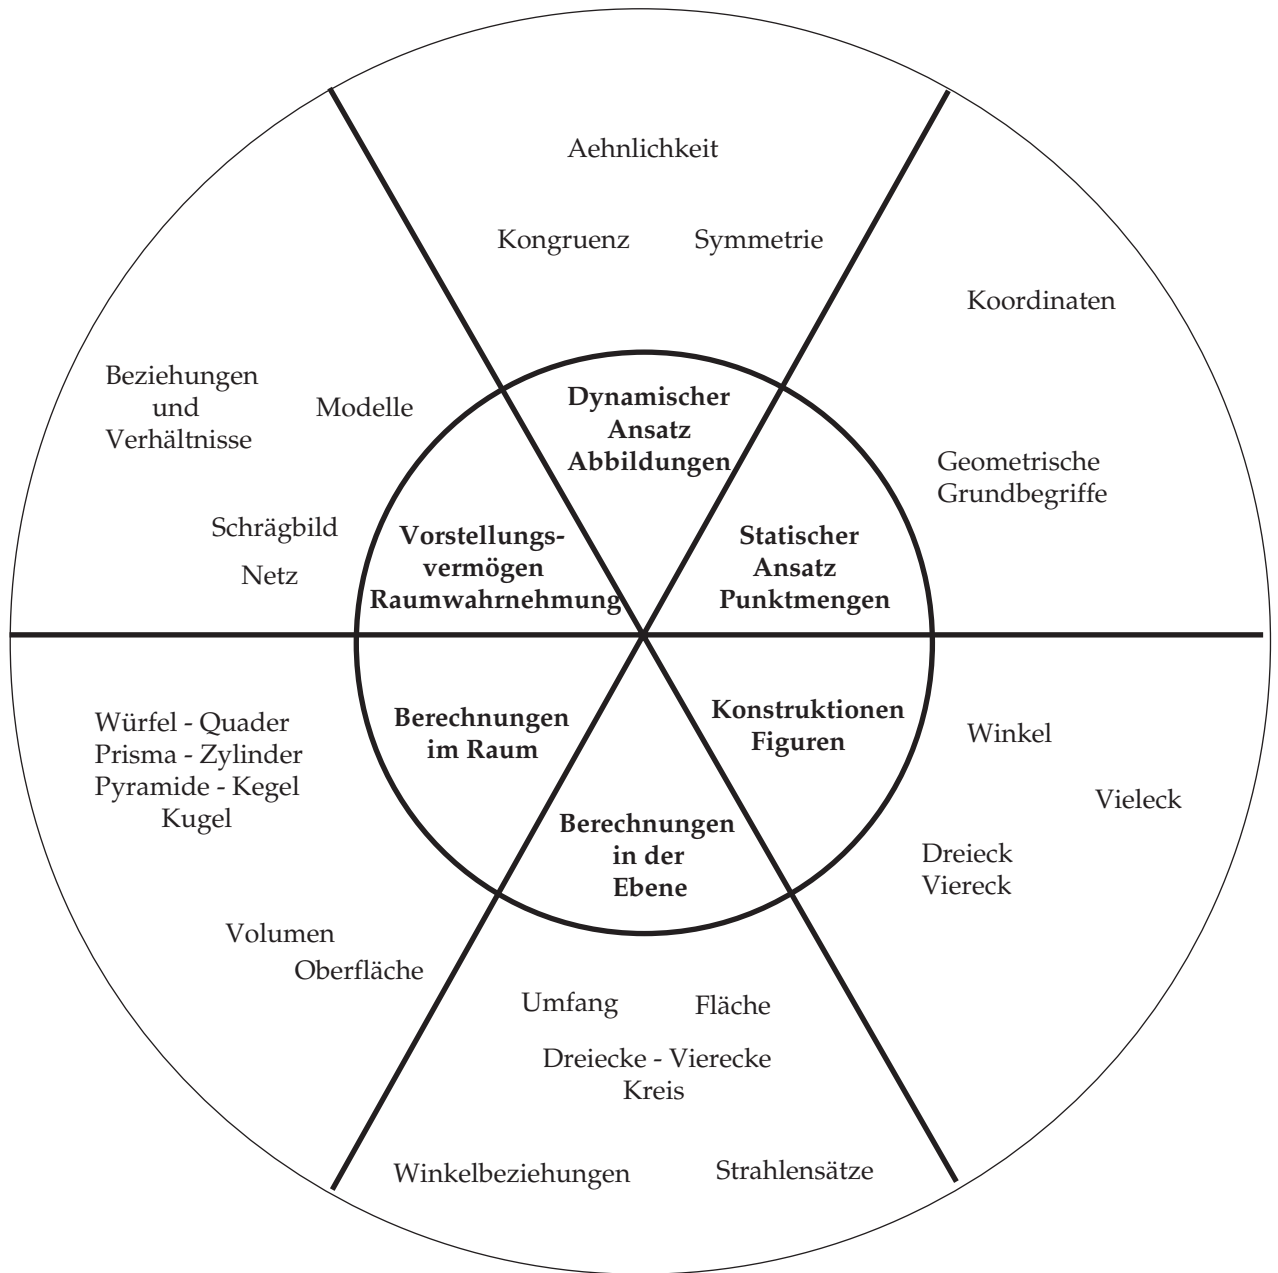 Aehnlichkeit
Kongruenz Symmetrie
Koordinaten
Beziehungen
und
Verhältnisse
Modelle
Dynamischer
Ansatz
Abbildungen
Geometrische
Grundbegriffe
Schrägbild
Netz
Vorstellungs-
vermögen
Raumwahrnehmung
Statischer
Ansatz
Punktmengen
Würfel - Quader
Prisma - Zylinder
Pyramide - Kegel
Kugel
Berechnungen
im Raum
Konstruktionen
Figuren
Winkel
Vieleck
Dreieck
Viereck
Berechnungen
in der
Ebene
Volumen
Oberfläche
Umfang Fläche
Dreiecke - Vierecke
Kreis
Winkelbeziehungen Strahlensätze